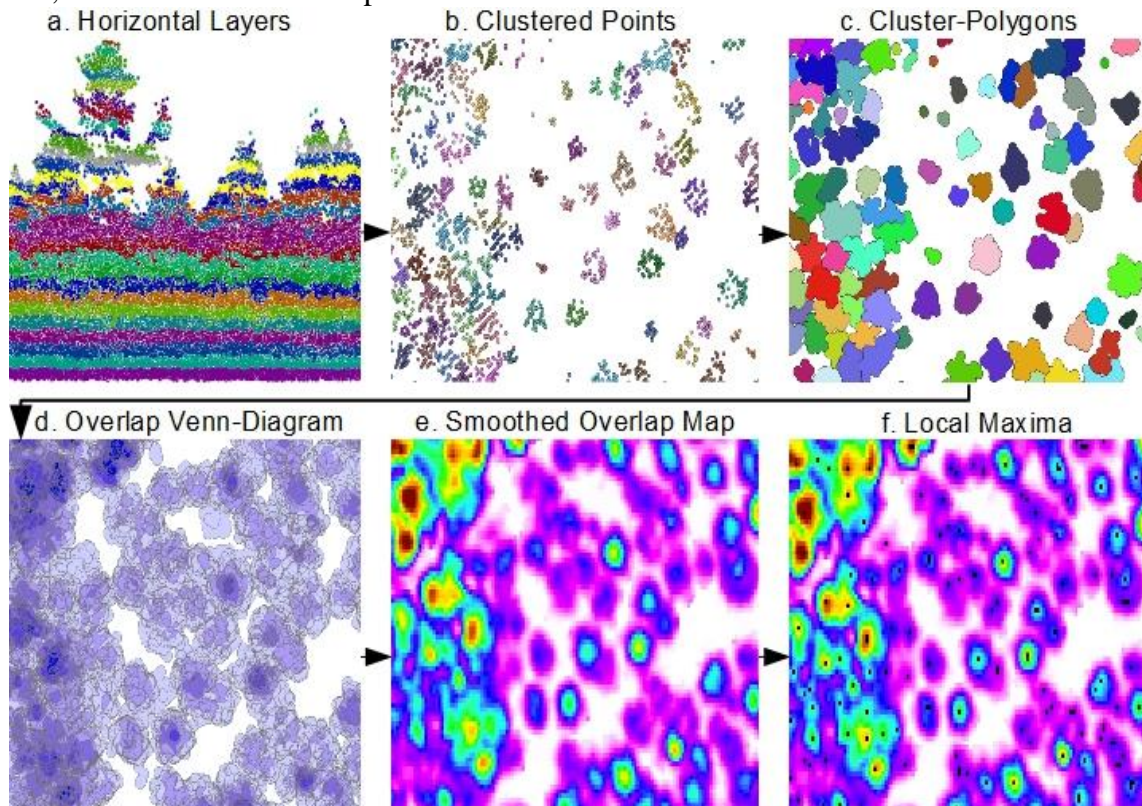 a. Horizontal Layers
b. Clustered Points
c. Cluster-Polygons
d. Overlap Venn-Diagram
e. Smoothed Overlap Map
f. Local Maxima